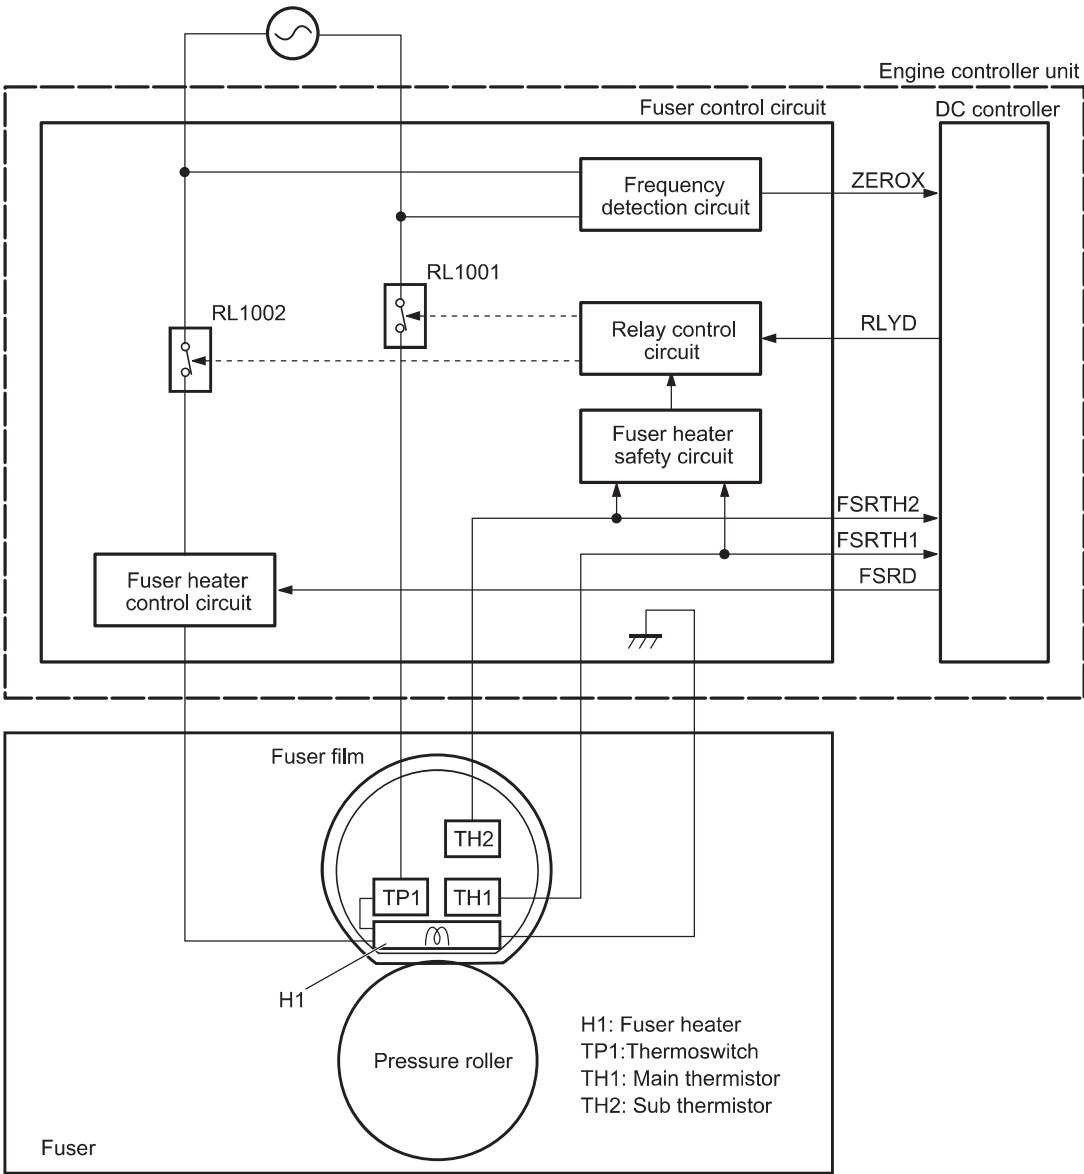 Engine controller unit
Fuser control circuit
DC controller
Frequency
detection circuit
ZEROX
RL1001
RL1002
Relay control
circuit
RLYD
Fuser heater
safety circuit
FSRTH2
FSRTH1
FSRD
Fuser heater
control circuit
Fuser film
TH2
TP1
TH1
H1
Pressure roller
H1: Fuser heater
TP1:Thermoswitch
TH1: Main thermistor
TH2: Sub thermistor
Fuser